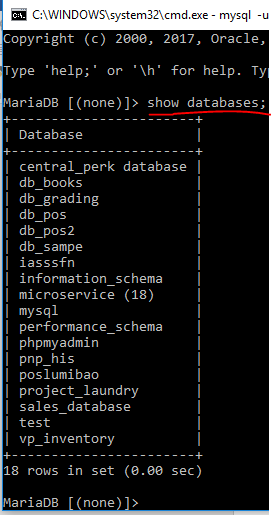 C:\WINDOWS\system32\cmd.exe - mysql -u
Copyright (c) 2000, 2017, Oracle,
Type 'help;' or '\h' for help. Ty
MariaDB [(none)]> show databases;
+-----------------------+
| Database              |
+-----------------------+
| central_perk database |
| db_books              |
| db_grading            |
| db_pos                |
| db_pos2               |
| db_sampe              |
| iasssfn               |
| information_schema    |
| microservice (18)     |
| mysql                 |
| performance_schema    |
| phpmyadmin            |
| pnp_his               |
| poslumibao            |
| project_laundry       |
| sales_database        |
| test                  |
| vp_inventory          |
+-----------------------+
18 rows in set (0.00 sec)
MariaDB [(none)]>